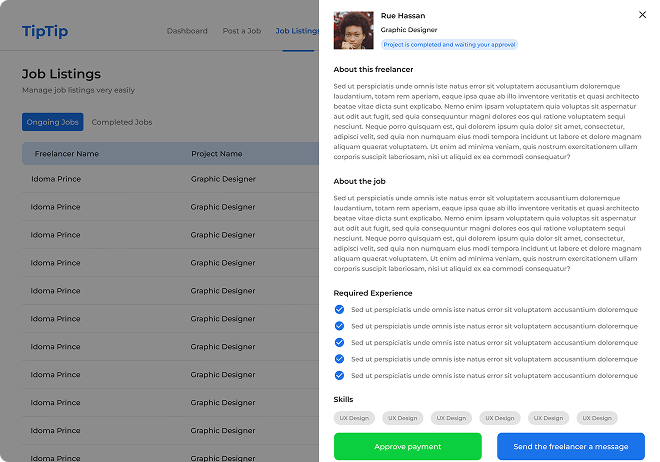 TipTip
Dashboard
Post a Job
Job Listings
Job Listings
Manage job listings very easily
Ongoing Jobs
Completed Jobs
Freelancer Name
Project Name
Idoma Prince
Graphic Designer
Idoma Prince
Graphic Designer
Idoma Prince
Graphic Designer
Idoma Prince
Graphic Designer
Idoma Prince
Graphic Designer
Idoma Prince
Graphic Designer
Idoma Prince
Graphic Designer
Idoma Prince
Graphic Designer
Idoma Prince
Graphic Designer
Idoma Prince
Graphic Designer
Idoma Prince
Graphic Designer
Rue Hassan
Graphic Designer
Project is completed and waiting your approval
About this freelancer
Sed ut perspiciatis unde omnis iste natus error sit voluptatem accusantium doloremque
laudantium, totam rem aperiam, eaque ipsa quae ab illo inventore veritatis et quasi architecto
beatae vitae dicta sunt explicabo. Nemo enim ipsam voluptatem quia voluptas sit aspernatur
aut odit aut fugit, sed quia consequuntur magni dolores eos qui ratione voluptatem sequi
nesciunt. Neque porro quisquam est, qui dolorem ipsum quia dolor sit amet, consectetur,
adipisci velit, sed quia non numquam eius modi tempora incidunt ut labore et dolore magnam
aliquam quaerat voluptatem. Ut enim ad minima veniam, quis nostrum exercitationem ullam
corporis suscipit laboriosam, nisi ut aliquid ex ea commodi consequatur?
About the job
Sed ut perspiciatis unde omnis iste natus error sit voluptatem accusantium doloremque
laudantium, totam rem aperiam, eaque ipsa quae ab illo inventore veritatis et quasi architecto
beatae vitae dicta sunt explicabo. Nemo enim ipsam voluptatem quia voluptas sit aspernatur
aut odit aut fugit, sed quia consequuntur magni dolores eos qui ratione voluptatem sequi
nesciunt. Neque porro quisquam est, qui dolorem ipsum quia dolor sit amet, consectetur,
adipisci velit, sed quia non numquam eius modi tempora incidunt ut labore et dolore magnam
aliquam quaerat voluptatem. Ut enim ad minima veniam, quis nostrum exercitationem ullam
corporis suscipit laboriosam, nisi ut aliquid ex ea commodi consequatur?
Required Experience
Sed ut perspiciatis unde omnis iste natus error sit voluptatem accusantium doloremque
Sed ut perspiciatis unde omnis iste natus error sit voluptatem accusantium doloremque
Sed ut perspiciatis unde omnis iste natus error sit voluptatem accusantium doloremque
Sed ut perspiciatis unde omnis iste natus error sit voluptatem accusantium doloremque
Sed ut perspiciatis unde omnis iste natus error sit voluptatem accusantium doloremque
Skills
UX Design
UX Design
UX Design
UX Design
UX Design
UX Design
Approve payment
Send the freelancer a message